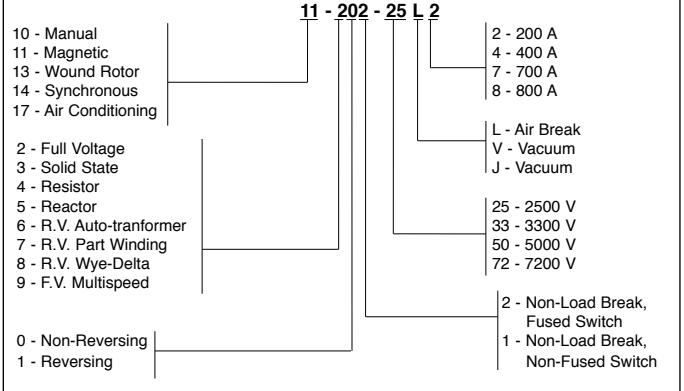 11 - 202 - 25 L 2
10 - Manual
11 - Magnetic
13 - Wound Rotor
14 - Synchronous
17 - Air Conditioning
2 - Full Voltage
3 - Solid State
4 - Resistor
5 - Reactor
6 - R.V. Auto-tranformer
7 - R.V. Part Winding
8 - R.V. Wye-Delta
9 - F.V. Multispeed
0 - Non-Reversing
1 - Reversing
2 - 200 A
4 - 400 A
7 - 700 A
8 - 800 A
L - Air Break
V - Vacuum
J - Vacuum
25 - 2500 V
33 - 3300 V
50 - 5000 V
72 - 7200 V
2 - Non-Load Break,
Fused Switch
1 - Non-Load Break,
Non-Fused Switch